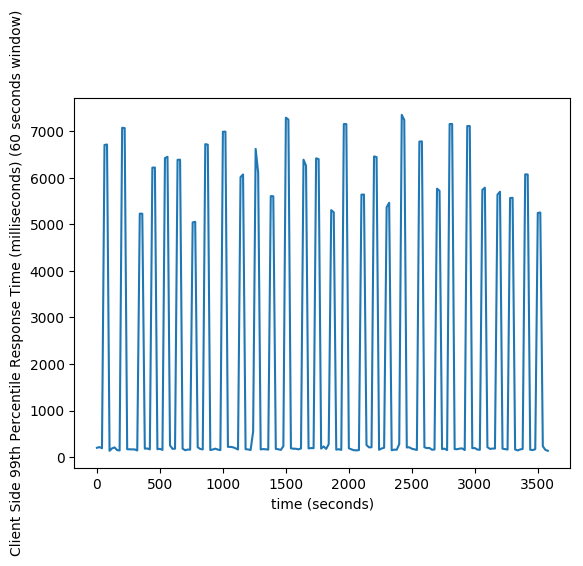 Client Side 99th Percentile Response Time (milliseconds) (60 seconds window)
7000
6000
5000
4000
3000
2000
1000
0
0 500 1000 1500 2000 2500 3000 3500
time (seconds)